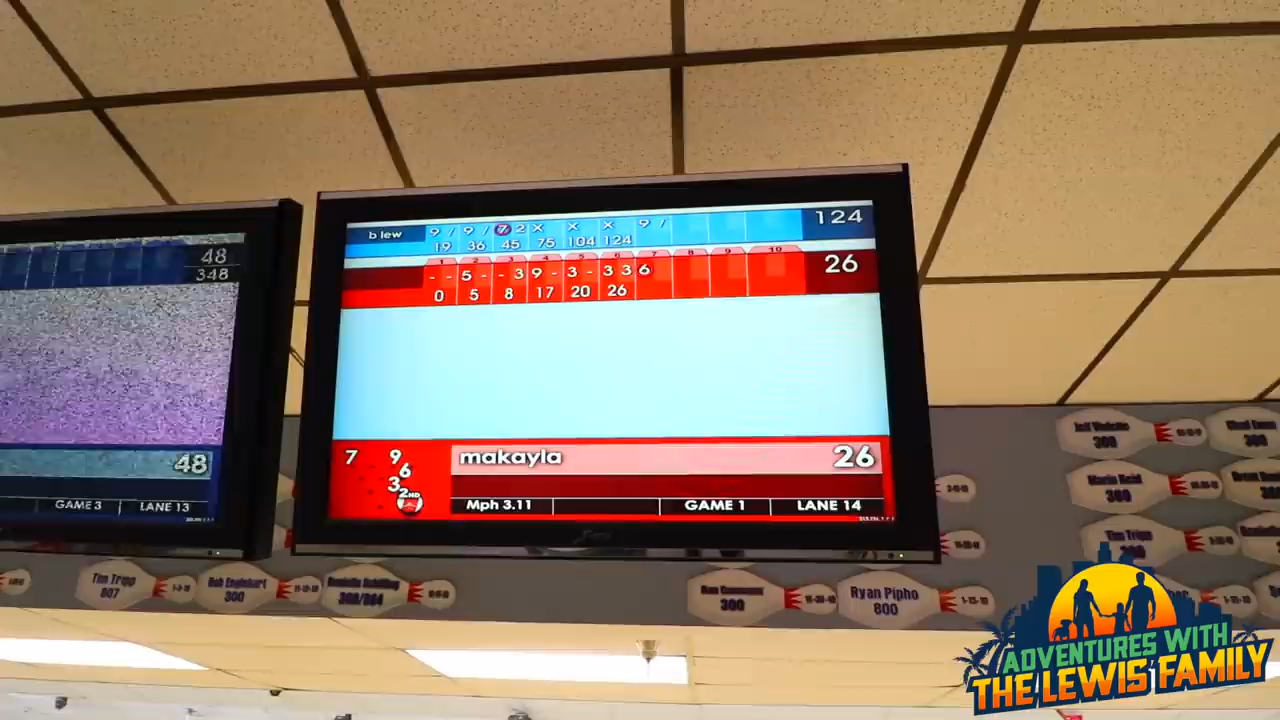 48
348
48
GAME 3 LANE 13
b lew 9 / 9 / 7 2 X X X 9 / 124
19 36 45 75 104 124
1 2 3 4 5 6 7 8 9 10
- - 5 - - 3 9 - 3 - 3 3 6 26
0 5 8 17 20 26
7 9
6
3
2ND
makayla 26
Mph 3.11 GAME 1 LANE 14
300
300
300
Tim Tripp
Tim Tripp
807
Bob Englehart
300
300
Ryan Pipho
800
ADVENTURES WITH
THE LEWIS FAMILY